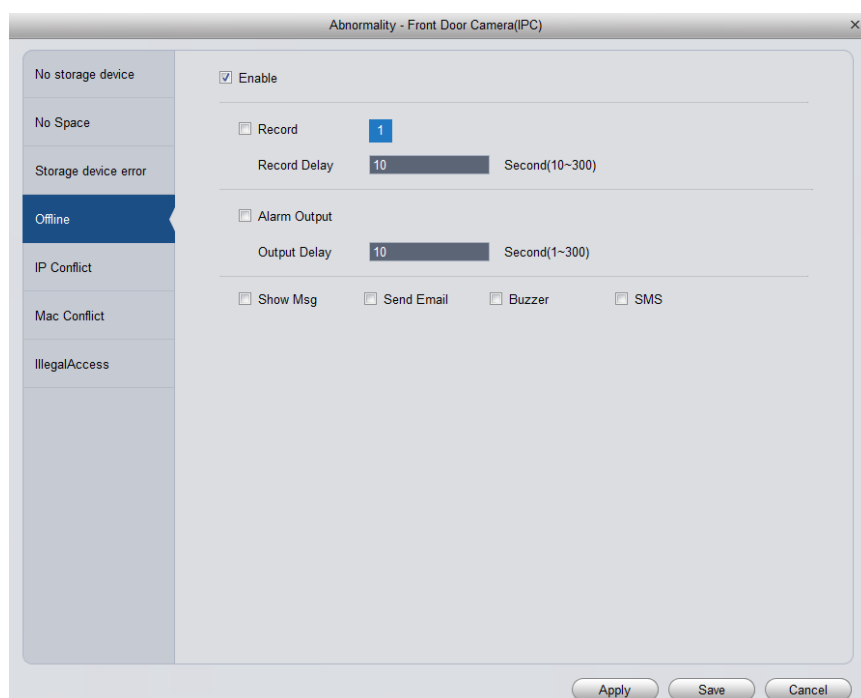 Abnormality - Front Door Camera(IPC)
No storage device
No Space
Storage device error
Offline
IP Conflict
Mac Conflict
IllegalAccess
Enable
Record 1
Record Delay 10 Second(10~300)
Alarm Output
Output Delay 10 Second(1~300)
Show Msg Send Email Buzzer SMS
Apply Save Cancel